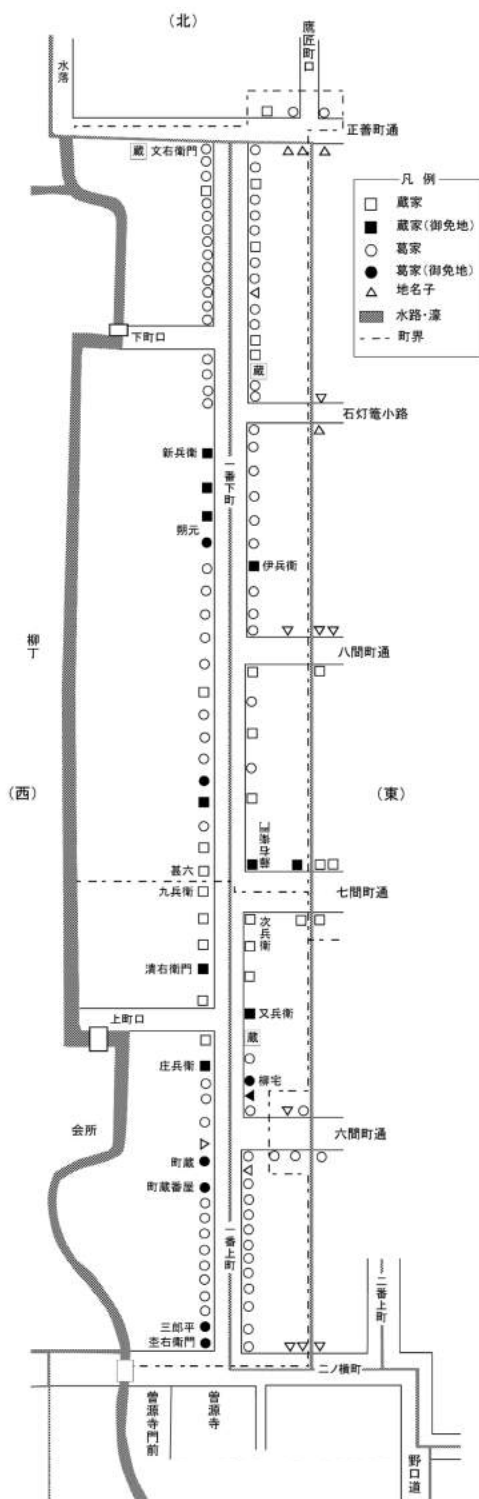 （北）
水落
鷹匠町口
正善町通
蔵 文右衛門
凡 例
蔵家
蔵家(御免地)
葛家
葛家(御免地)
地名子
水路・濠
町界
下町口
蔵
石灯篭小路
新兵衛
一番下町
朔元
伊兵衛
八間町通
柳丁
（西）
（東）
藤右衛門
甚六
七間町通
九兵衛
次兵衛
清右衛門
又兵衛
上町口
蔵
庄兵衛
柳宅
会所
六間町通
町蔵
町蔵番屋
一番上町
二番上町
三郎平
杢右衛門
二ノ横町
曽源寺門前
曽源寺
野口道